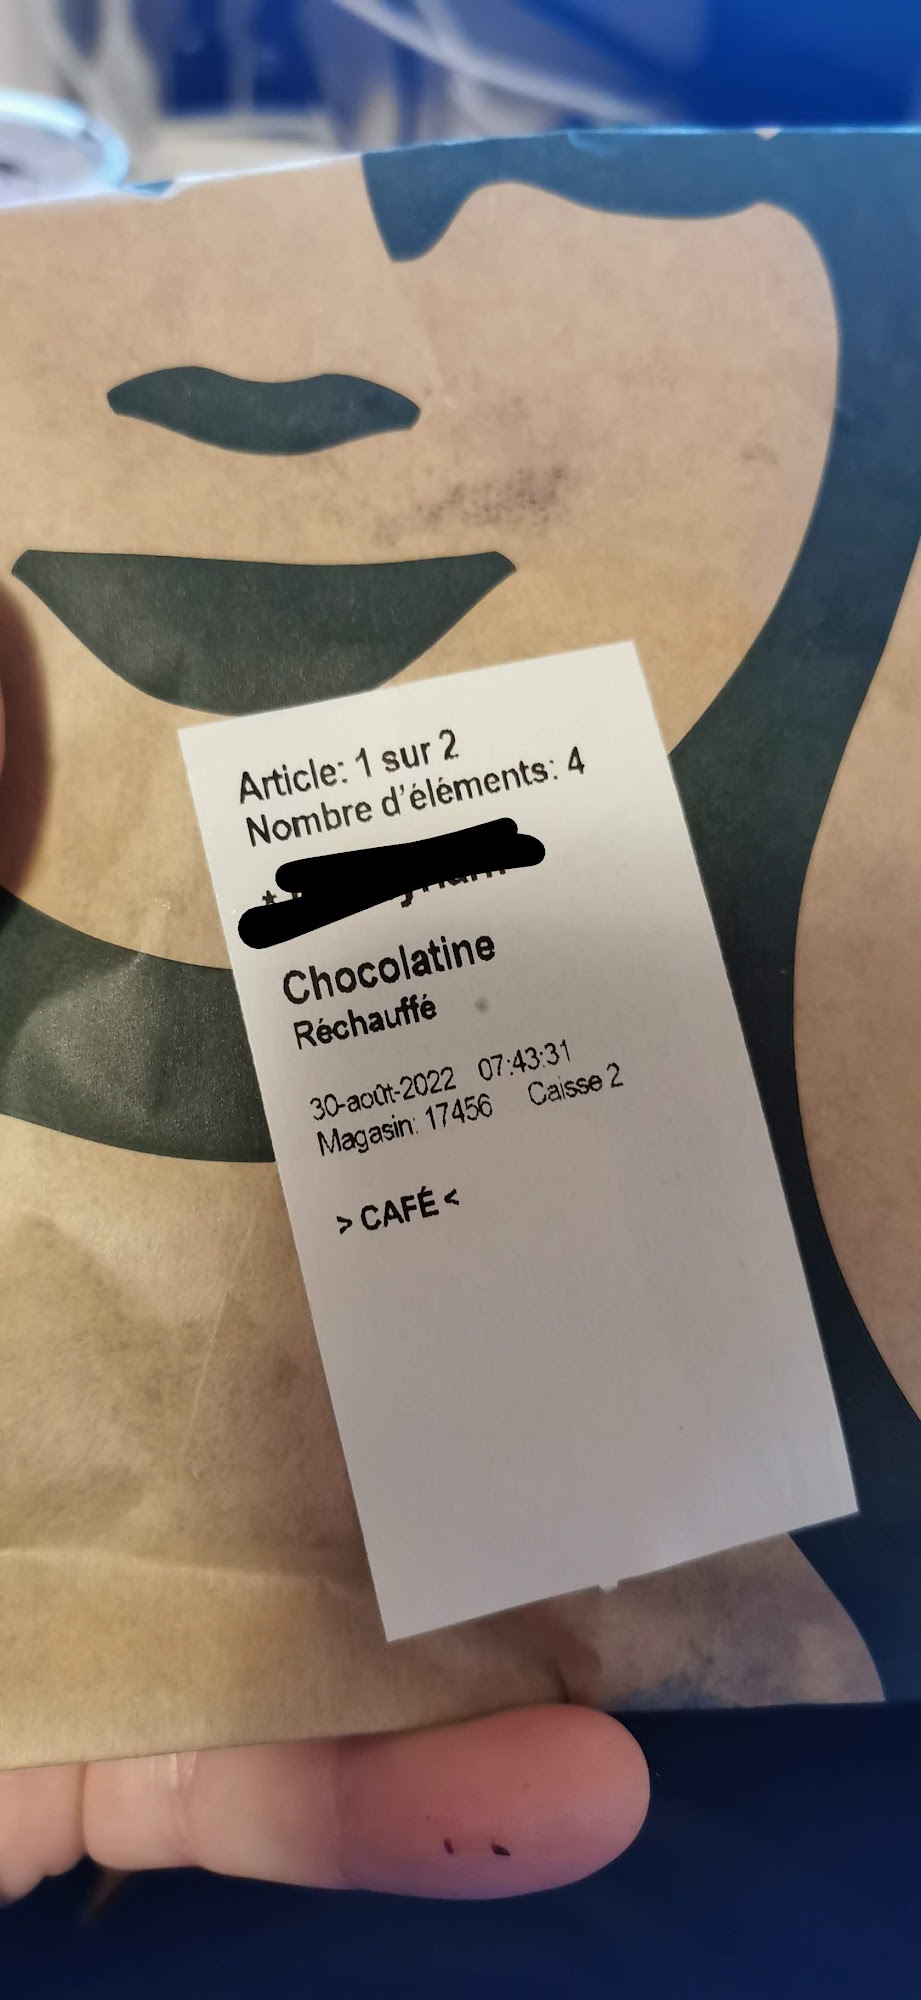 Article: 1 sur 2
Nombre d'éléments: 4
Chocolatine
Réchauffé
30-août-2022 07:43:31
Magasin: 17456 Caisse 2
> CAFÉ <